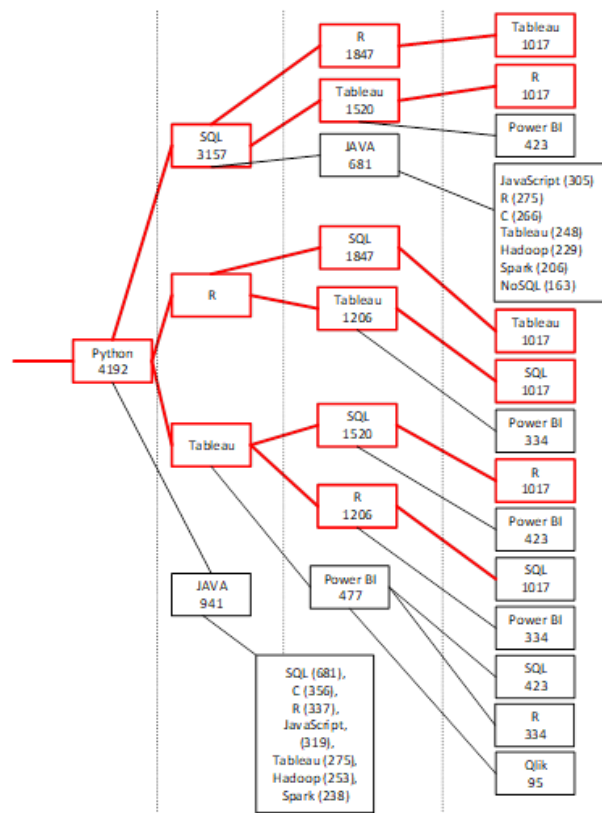 R
1847
Tableau
1017
R
1017
Tableau
1520
Power BI
423
SQL
3157
JAVA
681
JavaScript (305)
R (275)
C (266)
Tableau (248)
Hadoop (229)
Spark (206)
NoSQL (163)
SQL
1847
R
Tableau
1206
Tableau
1017
Python
4192
SQL
1017
Power BI
334
SQL
1520
Tableau
R
1017
R
1206
Power BI
423
SQL
1017
JAVA
941
Power BI
477
Power BI
334
SQL (681),
C (356),
R (337),
JavaScript,
(319),
Tableau (275),
Hadoop (253),
Spark (238)
SQL
423
R
334
Qlik
95